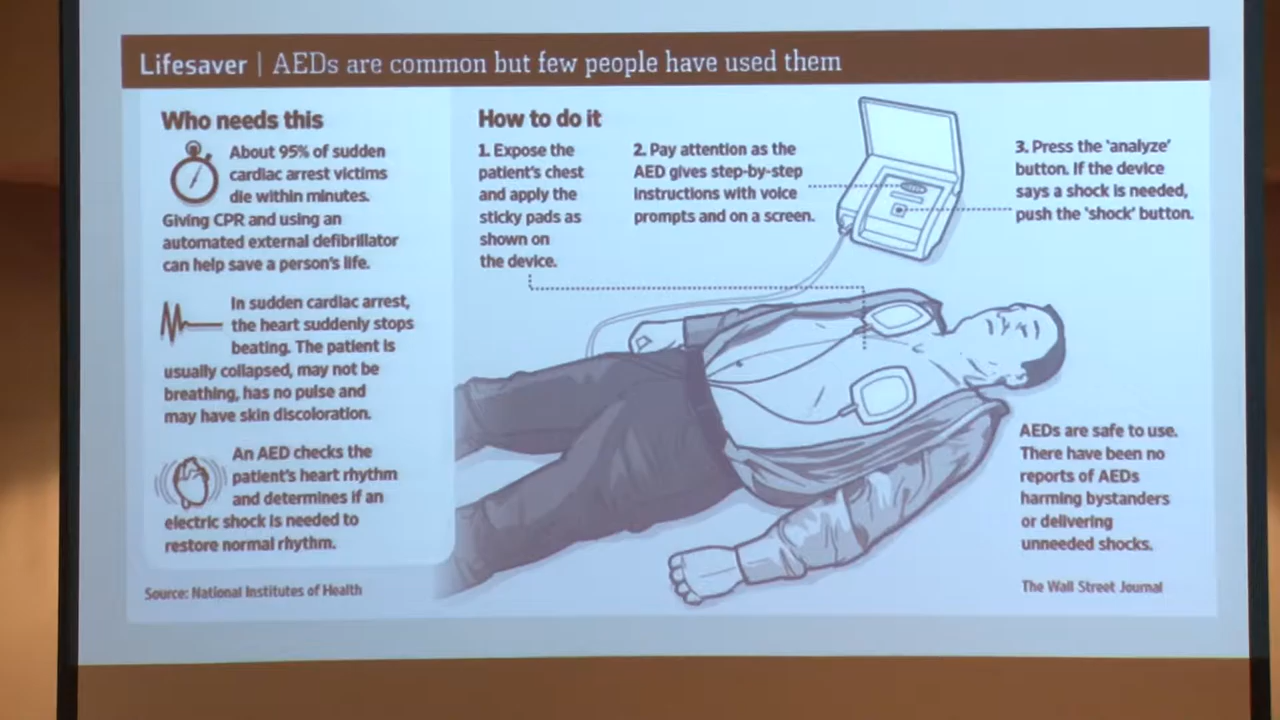 Lifesaver | AEDs are common but few people have used them
Who needs this
About 95% of sudden
cardiac arrest victims
die within minutes.
Giving CPR and using an
automated external defibrillator
can help save a person's life.
In sudden cardiac arrest,
the heart suddenly stops
beating. The patient is
usually collapsed, may not be
breathing, has no pulse and
may have skin discoloration.
An AED checks the
patient's heart rhythm
and determines if an
electric shock is needed to
restore normal rhythm.
Source: National Institutes of Health
How to do it
1. Expose the
patient's chest
and apply the
sticky pads as
shown on
the device.
2. Pay attention as the
AED gives step-by-step
instructions with voice
prompts and on a screen.
3. Press the 'analyze'
button. If the device
says a shock is needed,
push the 'shock' button.
AEDs are safe to use.
There have been no
reports of AEDs
harming bystanders
or delivering
unneeded shocks.
The Wall Street Journal